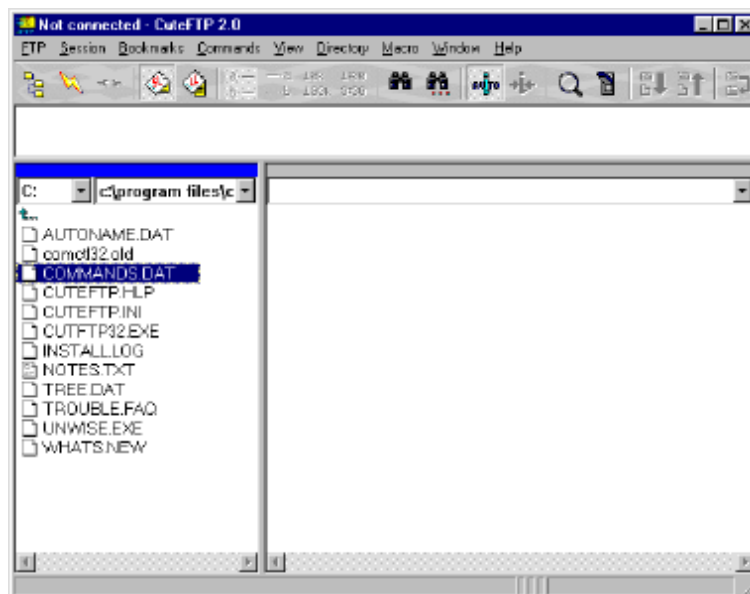 Not connected - CuteFTP 2.0
FTP Session Bookmarks Commands View Directory Macro Window Help
AUTO
C: c:\program files\c
AUTONAME.DAT
comctl32.old
COMMANDS.DAT
CUTEFTP.HLP
CUTEFTP.INI
CUTFTP32.EXE
INSTALL.LOG
NOTES.TXT
TREE.DAT
TROUBLE.FAQ
UNWISE.EXE
WHATS.NEW